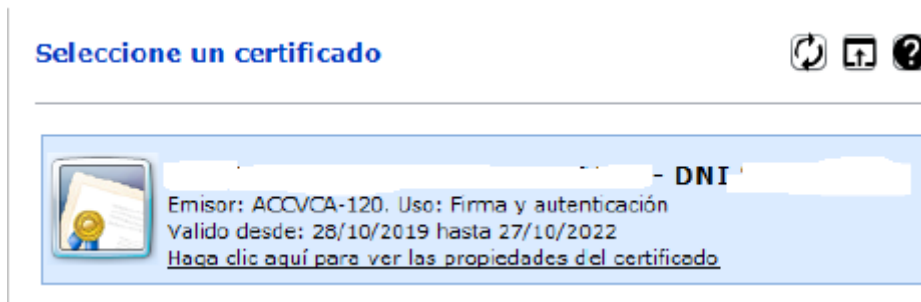 Seleccione un certificado
- DNI
Emisor: ACCVCA-120. Uso: Firma y autenticación
Valido desde: 28/10/2019 hasta 27/10/2022
Haga clic aquí para ver las propiedades del certificado